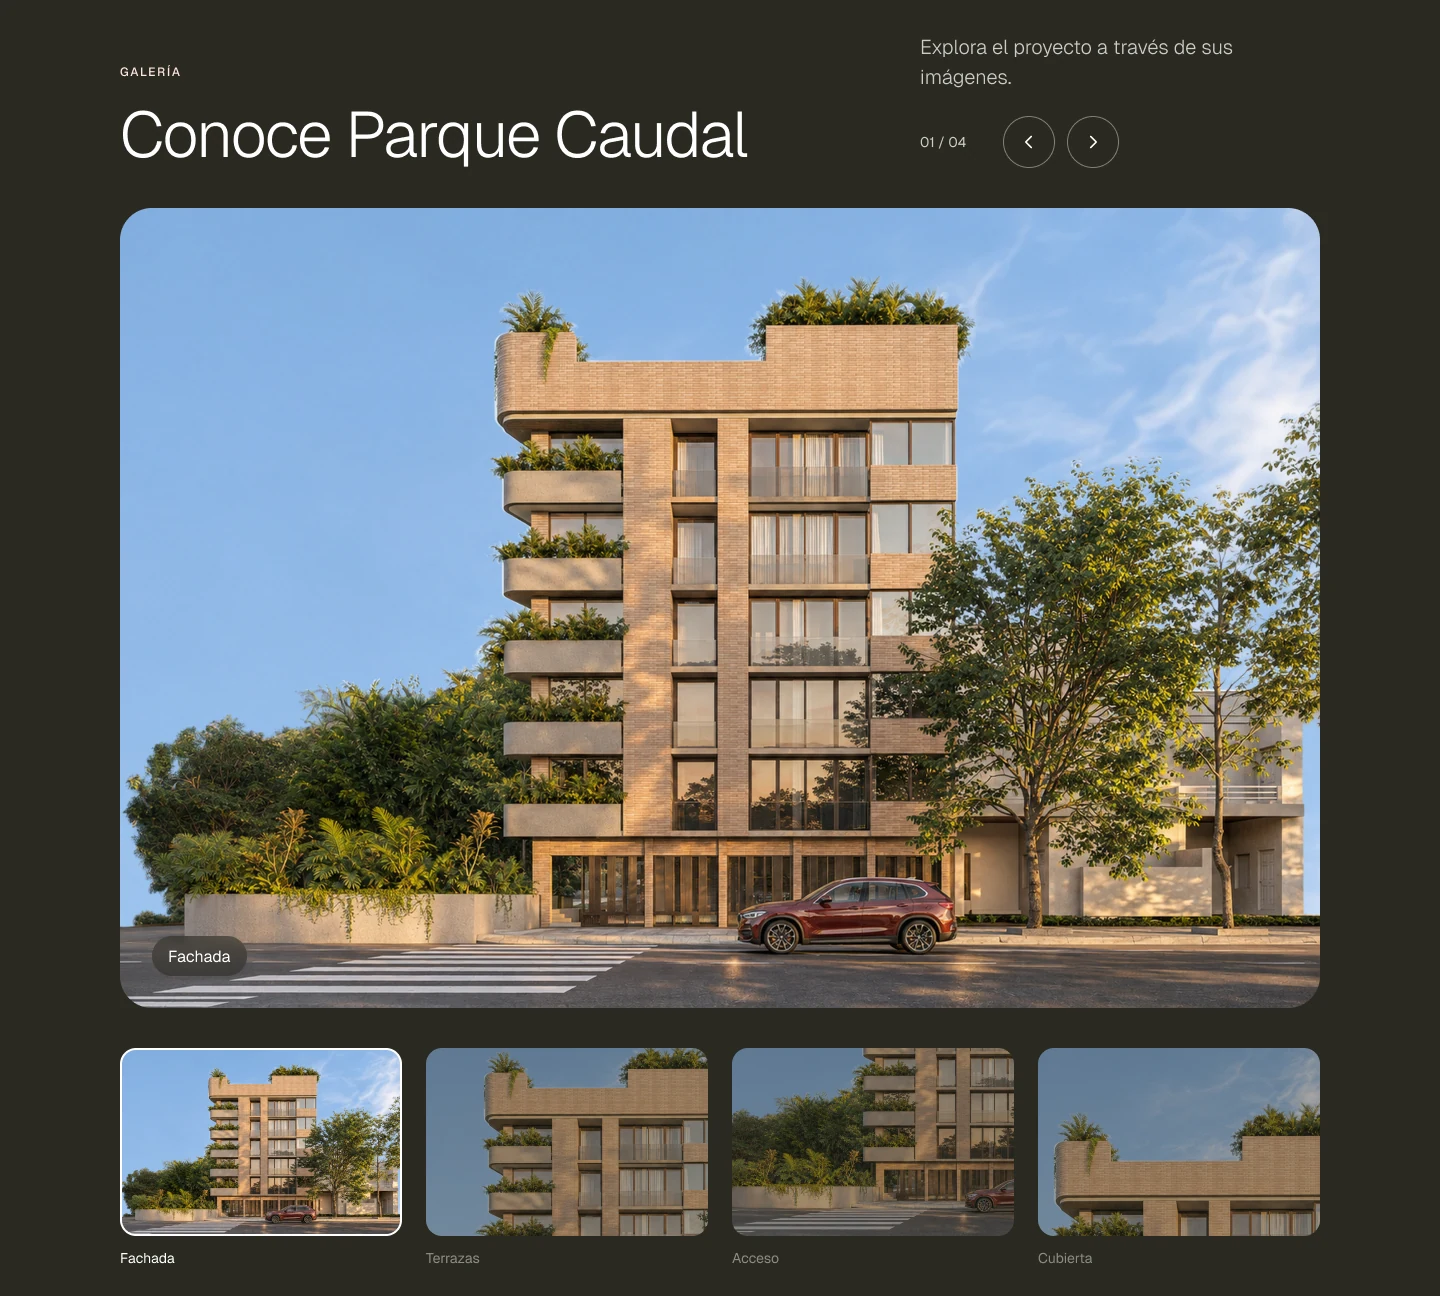 GALERÍA
Conoce Parque Caudal
Explora el proyecto a través de sus
imágenes.
01 / 04
Fachada
Fachada
Terrazas
Acceso
Cubierta